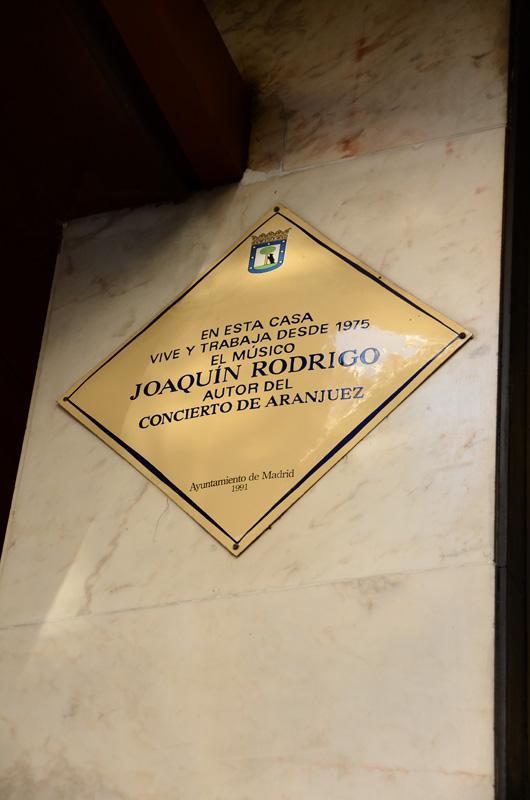 EN ESTA CASA
VIVE Y TRABAJA DESDE 1975
EL MÚSICO
JOAQUÍN RODRIGO
AUTOR DEL
CONCIERTO DE ARANJUEZ
Ayuntamiento de Madrid
1991